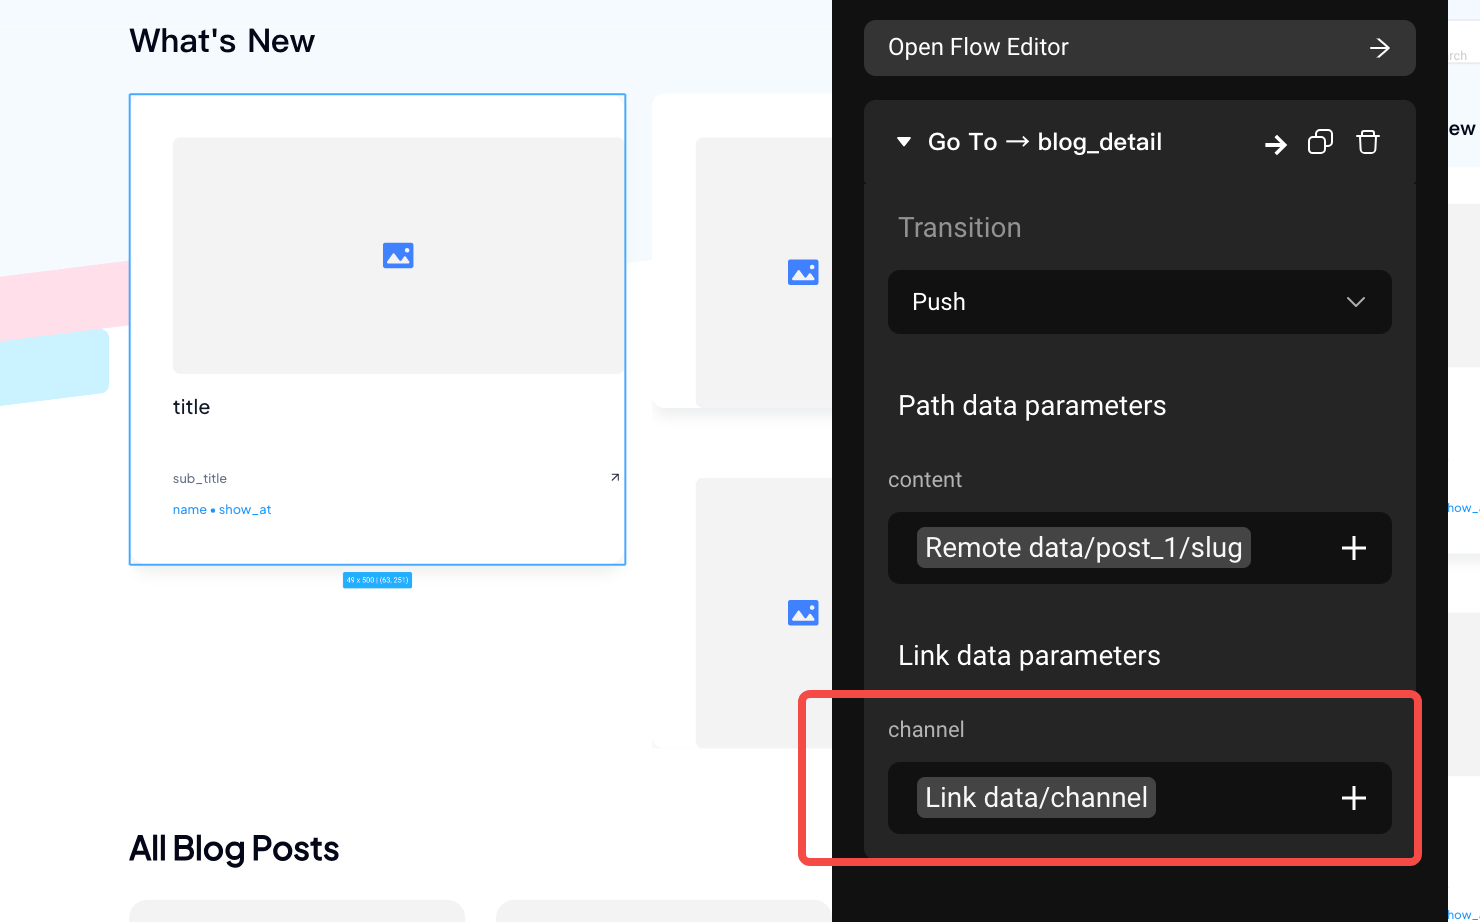 What's New
title
sub_title
name • show_at
49 x 500 | (63, 251)
All Blog Posts
Open Flow Editor
Go To → blog_detail
Transition
Push
Path data parameters
content
Remote data/post_1/slug
Link data parameters
channel
Link data/channel
rch
ew
how_
how_